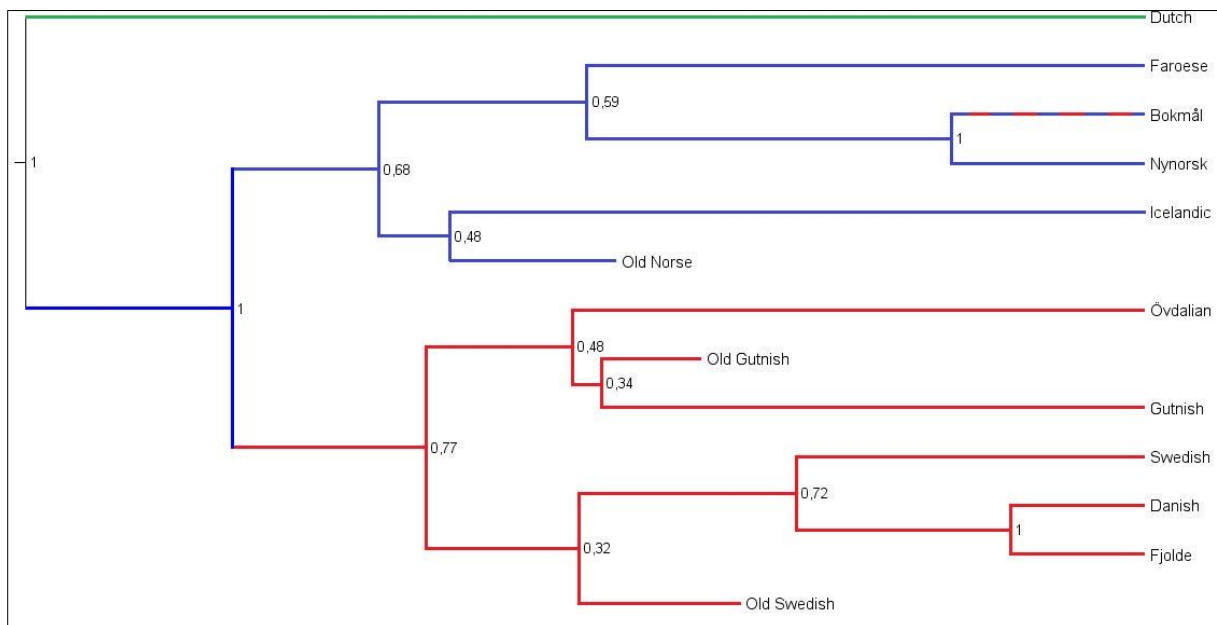 Dutch
Faroese
0,59
Bokmål
1
Nynorsk
1
0,68
Icelandic
0,48
Old Norse
1
Övdalian
0,48
Old Gutnish
0,34
Gutnish
0,77
Swedish
0,72
Danish
1
0,32
Fjolde
Old Swedish